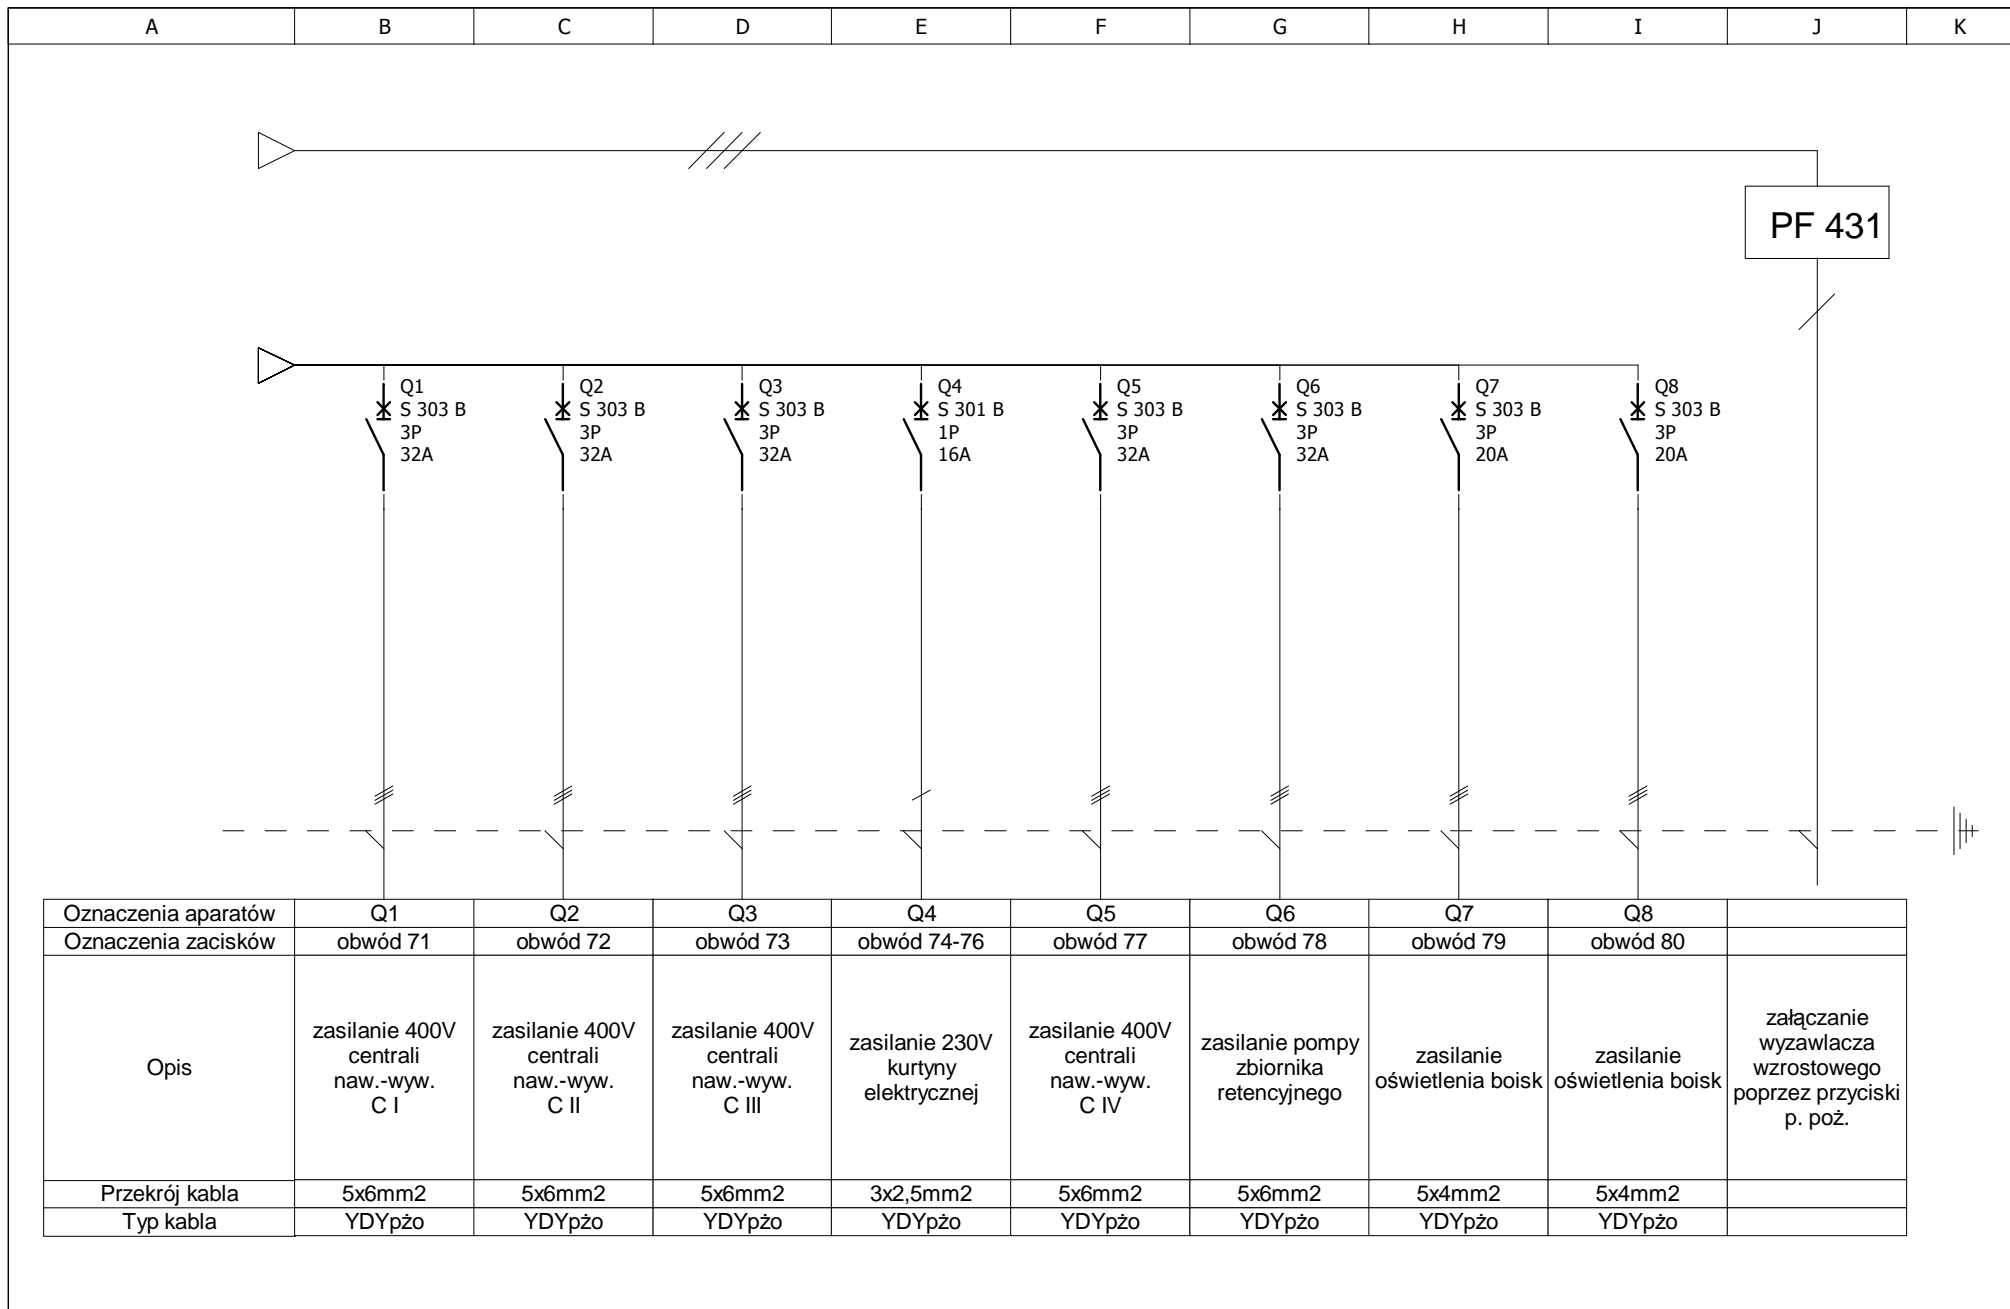 A B C D E F G H I J K
PF 431
Q1 Q2 Q3 Q4 Q5 Q6 Q7 Q8
S 303 B S 303 B S 303 B S 301 B S 303 B S 303 B S 303 B S 303 B
3P 3P 3P 1P 3P 3P 3P 3P
32A 32A 32A 16A 32A 32A 20A 20A
Oznaczenia aparatów Q1 Q2 Q3 Q4 Q5 Q6 Q7 Q8
Oznaczenia zacisków obwód 71 obwód 72 obwód 73 obwód 74-76 obwód 77 obwód 78 obwód 79 obwód 80
Opis
zasilanie 400V
centrali
naw.-wyw.
C I
zasilanie 400V
centrali
naw.-wyw.
C II
zasilanie 400V
centrali
naw.-wyw.
C III
zasilanie 230V
kurtyny
elektrycznej
zasilanie 400V
centrali
naw.-wyw.
C IV
zasilanie pompy
zbiornika
retencyjnego
zasilanie
oświetlenia boisk
zasilanie
oświetlenia boisk
załączanie
wyzawlacza
wzrostowego
poprzez przyciski
p. poż.
Przekrój kabla 5x6mm2 5x6mm2 5x6mm2 3x2,5mm2 5x6mm2 5x6mm2 5x4mm2 5x4mm2
Typ kabla YDYpżo YDYpżo YDYpżo YDYpżo YDYpżo YDYpżo YDYpżo YDYpżo